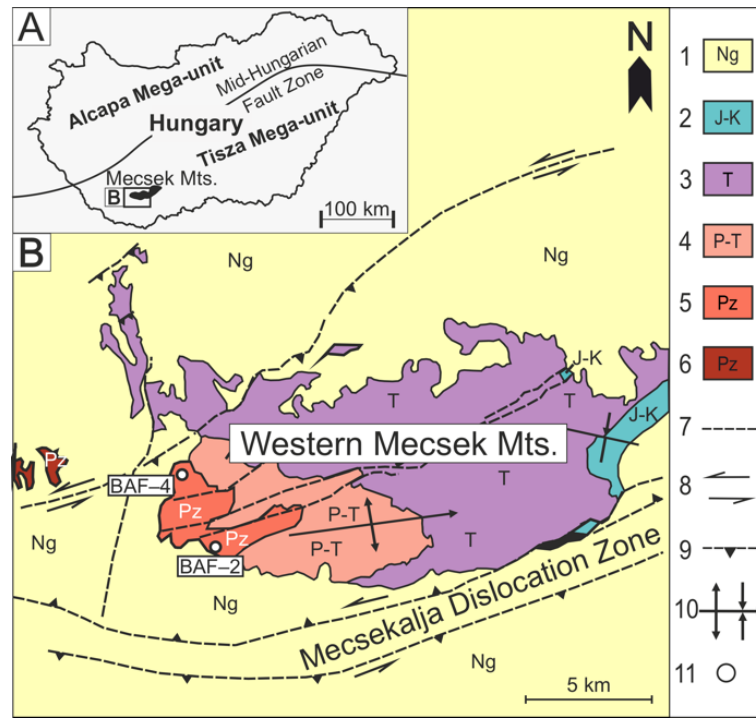 A
Alcapa Mega-unit
Mid-Hungarian
Fault Zone
Hungary
Tisza Mega-unit
Mecsek Mts.
B
100 km
N
B
Ng
Ng
J-K
T
T
J-K
Western Mecsek Mts.
Pz
BAF–4
Pz
T
P-T
Pz
P-T
T
Ng
BAF–2
Ng
Mecsekalja Dislocation Zone
Ng
5 km
1 Ng
2 J-K
3 T
4 P-T
5 Pz
6 Pz
7
8
9
10
11